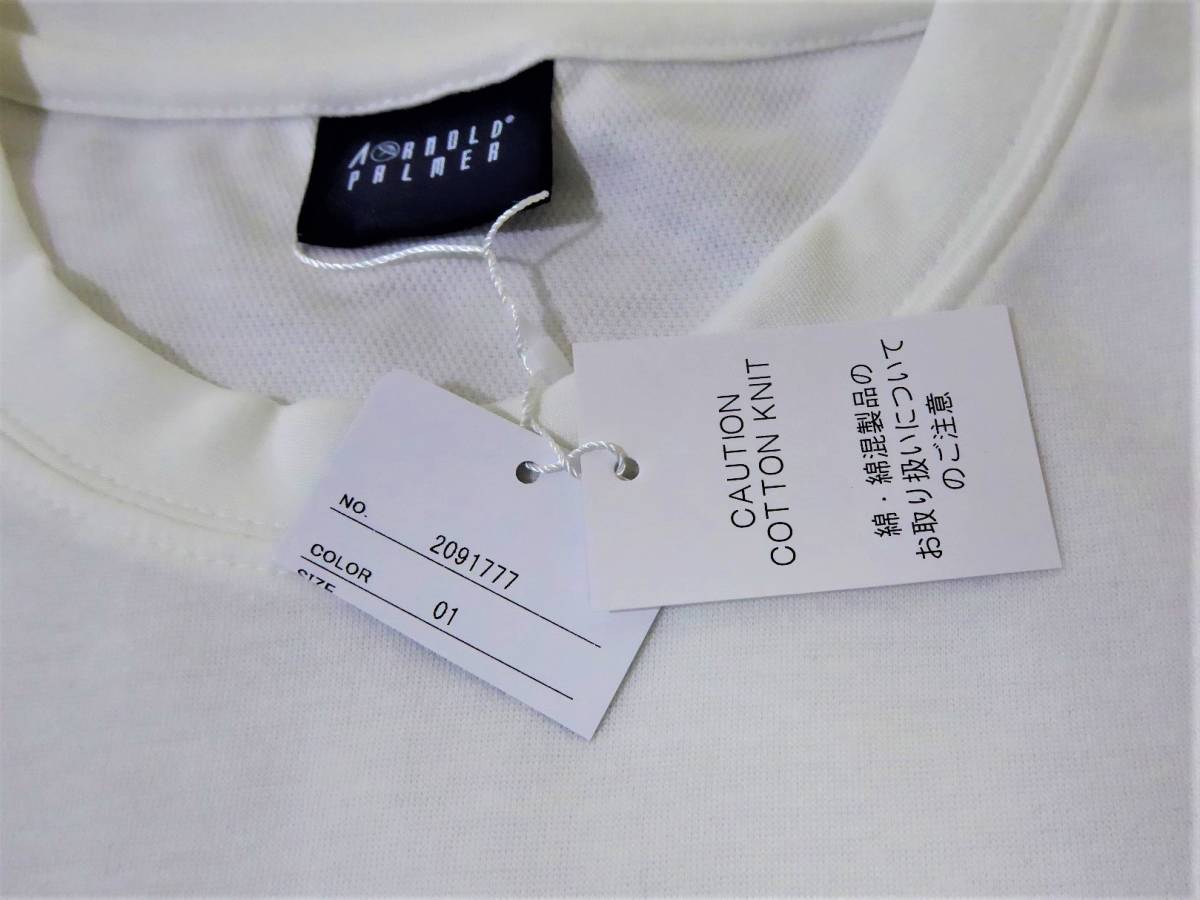 ARNOLD®
PALMER
NO.
2091777
COLOR
01
SIZE
CAUTION
COTTON KNIT
綿・綿混製品の
お取り扱いについて
のご注意